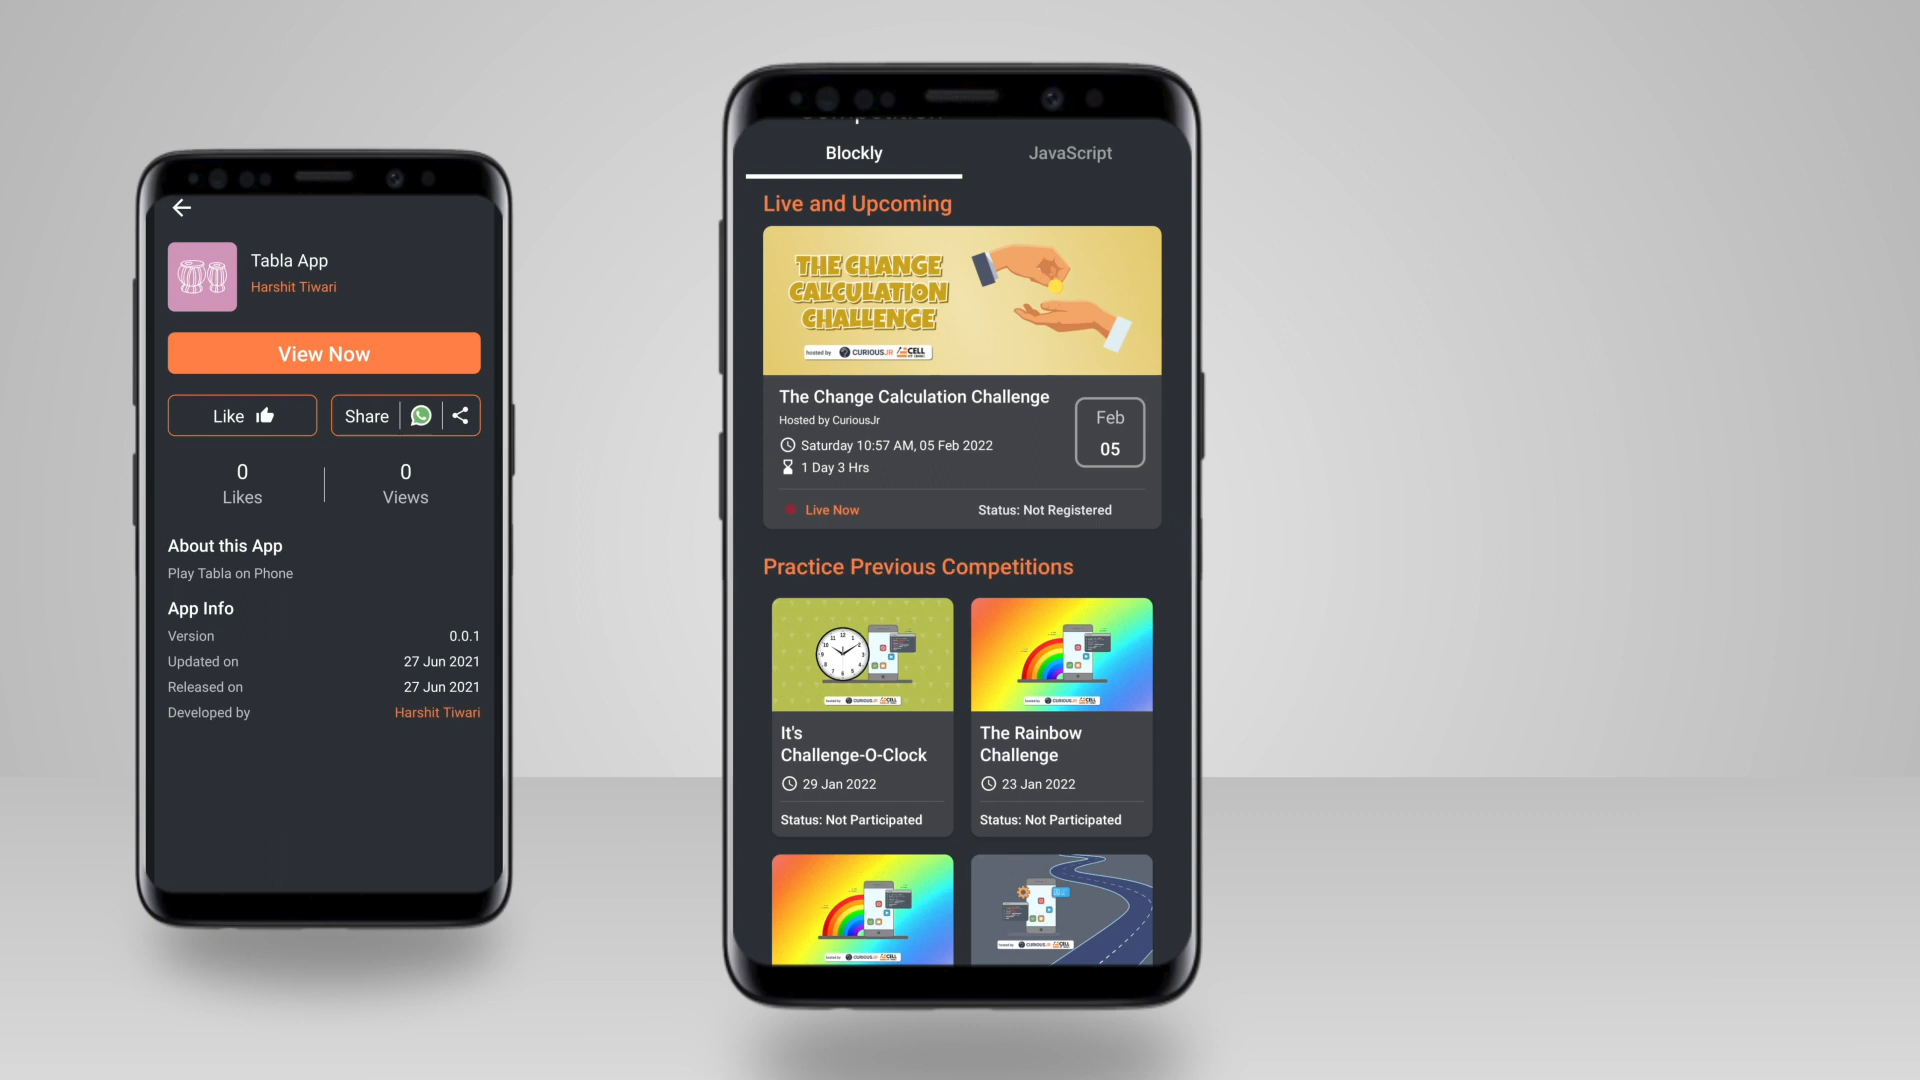 Tabla App
Harshit Tiwari
View Now
Like
Share
0
Likes
0
Views
About this App
Play Tabla on Phone
App Info
Version 0.0.1
Updated on 27 Jun 2021
Released on 27 Jun 2021
Developed by Harshit Tiwari
Competition
Blockly
JavaScript
Live and Upcoming
THE CHANGE
CALCULATION
CHALLENGE
hosted by CURIOUSJR
The Change Calculation Challenge
Hosted by CuriousJr
Saturday 10:57 AM, 05 Feb 2022
1 Day 3 Hrs
Feb
05
Live Now
Status: Not Registered
Practice Previous Competitions
It's
Challenge-O-Clock
29 Jan 2022
Status: Not Participated
The Rainbow
Challenge
23 Jan 2022
Status: Not Participated